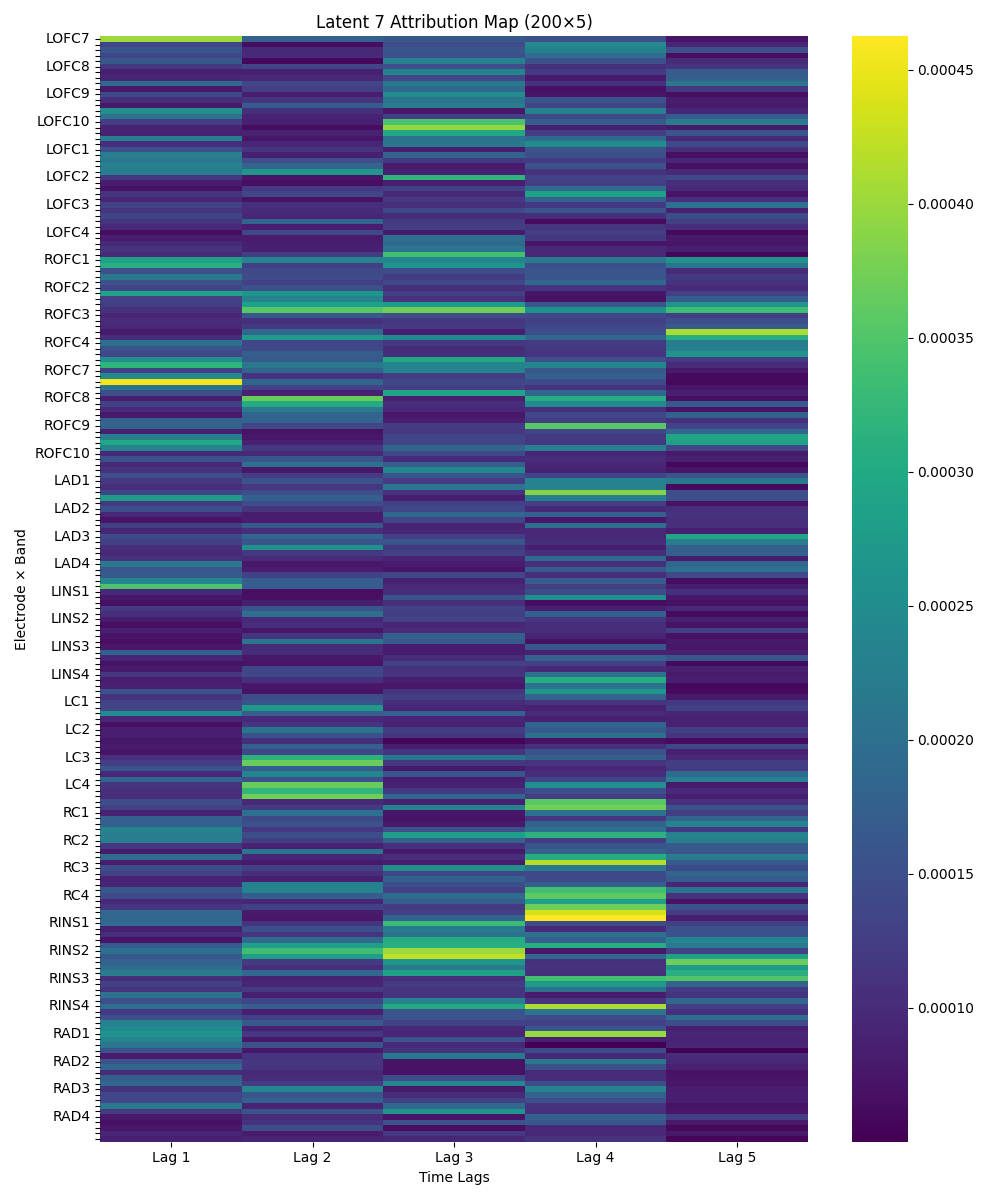 Latent 7 Attribution Map (200×5)
LOFC7
LOFC8
LOFC9
LOFC10
LOFC1
LOFC2
LOFC3
LOFC4
ROFC1
ROFC2
ROFC3
ROFC4
ROFC7
ROFC8
ROFC9
ROFC10
LAD1
LAD2
LAD3
LAD4
LINS1
LINS2
LINS3
LINS4
LC1
LC2
LC3
LC4
RC1
RC2
RC3
RC4
RINS1
RINS2
RINS3
RINS4
RAD1
RAD2
RAD3
RAD4
Electrode × Band
Lag 1 Lag 2 Lag 3 Lag 4 Lag 5
Time Lags
0.00045
0.00040
0.00035
0.00030
0.00025
0.00020
0.00015
0.00010